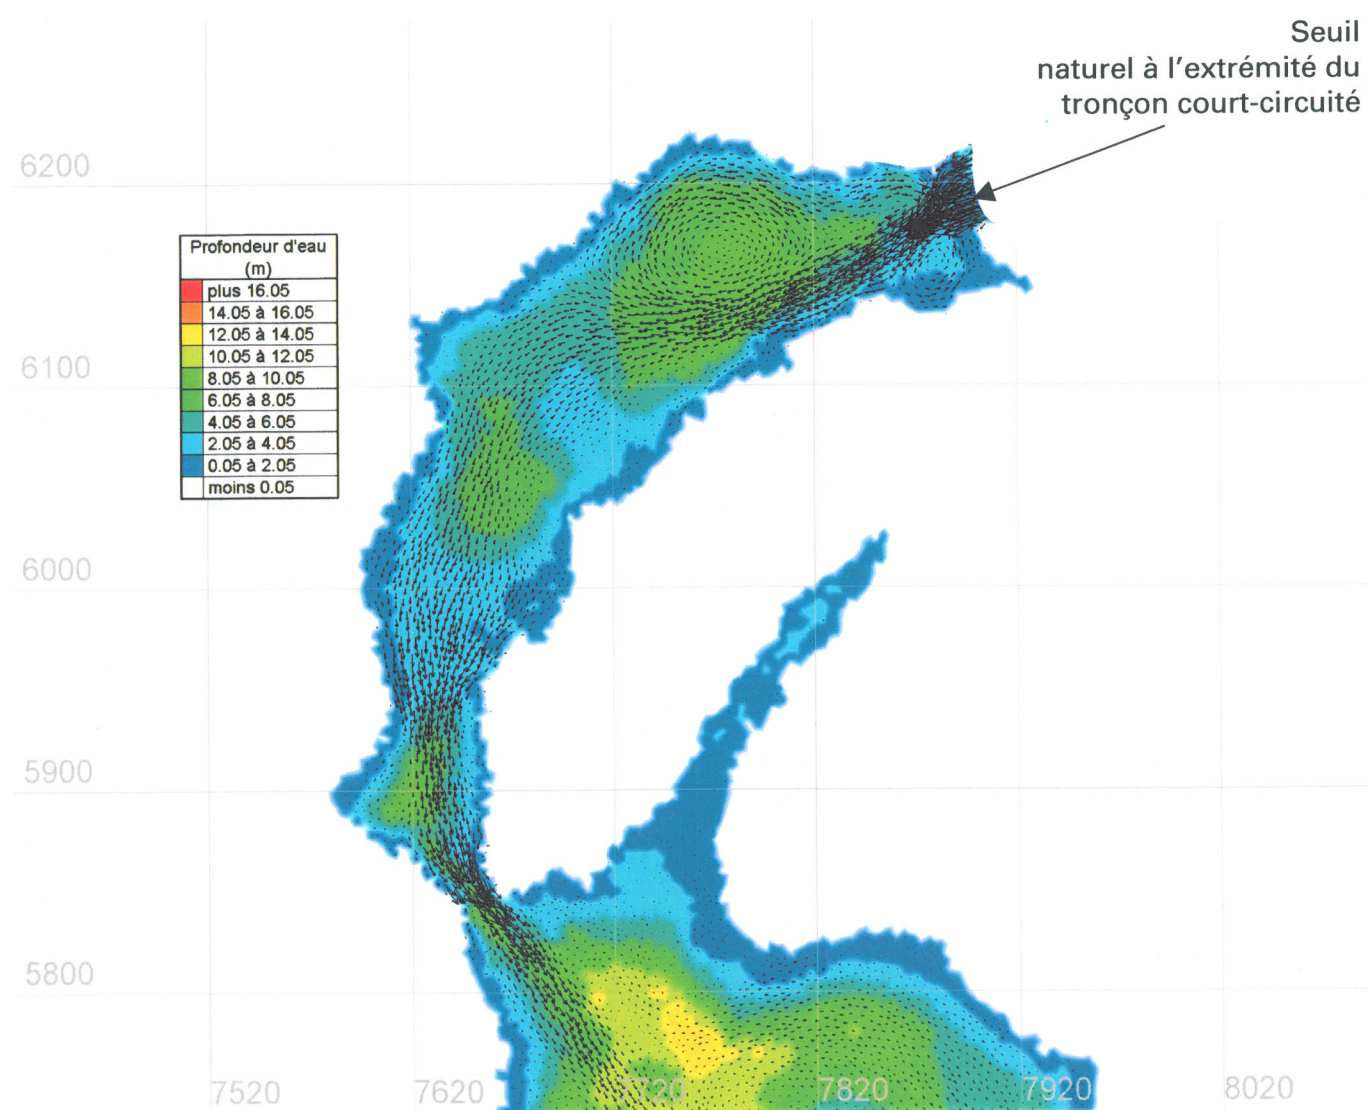 Seuil
naturel à l'extrémité du
tronçon court-circuité
6200
Profondeur d'eau
(m)
plus 16.05
14.05 à 16.05
12.05 à 14.05
10.05 à 12.05
8.05 à 10.05
6.05 à 8.05
4.05 à 6.05
2.05 à 4.05
0.05 à 2.05
moins 0.05
6100
6000
5900
5800
7520 7620 7720 7820 7920 8020